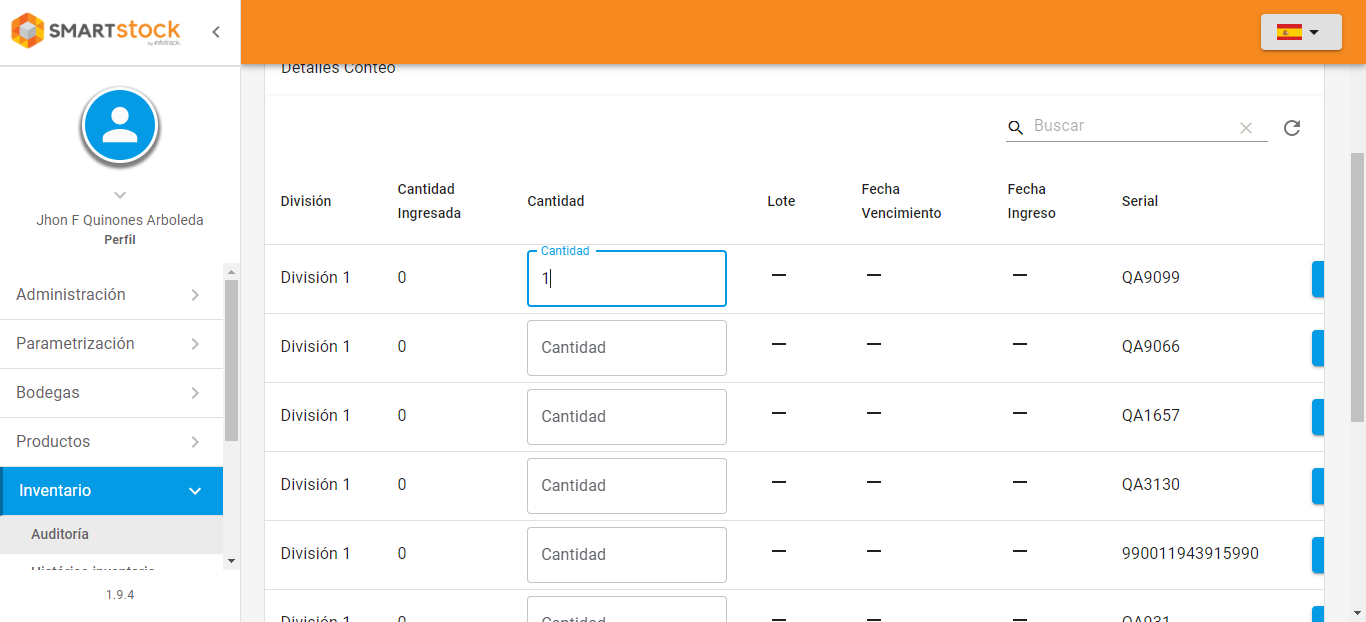 SMARTstock
by infotrack.
Jhon F Quinones Arboleda
Perfil
Administración
Parametrización
Bodegas
Productos
Inventario
Auditoría
Histórico inventario
1.9.4
Detalles Conteo
Buscar
División
Cantidad
Ingresada
Cantidad
Lote
Fecha
Vencimiento
Fecha
Ingreso
Serial
Cantidad
División 1 0 1 — — — QA9099
División 1 0 Cantidad — — — QA9066
División 1 0 Cantidad — — — QA1657
División 1 0 Cantidad — — — QA3130
División 1 0 Cantidad — — — 990011943915990
División 1 0 Cantidad — — — QA931